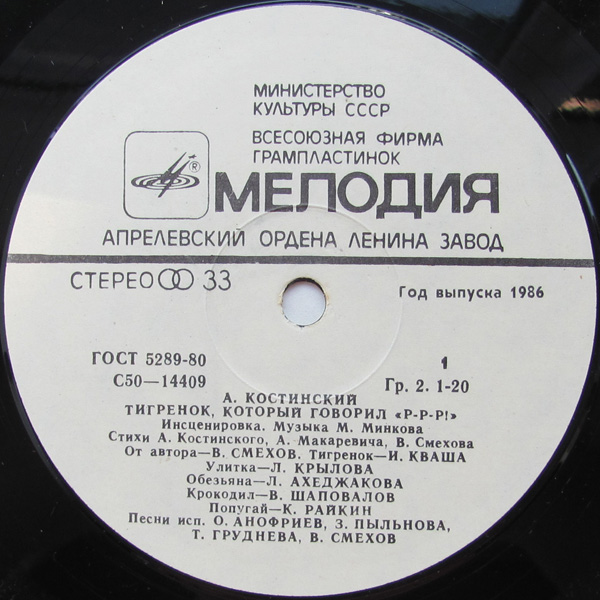 МИНИСТЕРСТВО
КУЛЬТУРЫ СССР
ВСЕСОЮЗНАЯ ФИРМА
ГРАМПЛАСТИНОК
®
МЕЛОДИЯ
АПРЕЛЕВСКИЙ ОРДЕНА ЛЕНИНА ЗАВОД
СТЕРЕО 33
Год выпуска 1986
ГОСТ 5289-80
С50—14409
1
Гр. 2. 1-20
А. КОСТИНСКИЙ
ТИГРЕНОК, КОТОРЫЙ ГОВОРИЛ «Р-Р-Р!»
Инсценировка. Музыка М. Минкова
Стихи А. Костинского, А. Макаревича, В. Смехова
От автора—В. СМЕХОВ. Тигренок—И. КВАША
Улитка—Л. КРЫЛОВА
Обезьяна—Л. АХЕДЖАКОВА
Крокодил—В. ШАПОВАЛОВ
Попугай—К. РАЙКИН
Песни исп. О. АНОФРИЕВ, З. ПЫЛЬНОВА,
Т. ГРУДНЕВА, В. СМЕХОВ